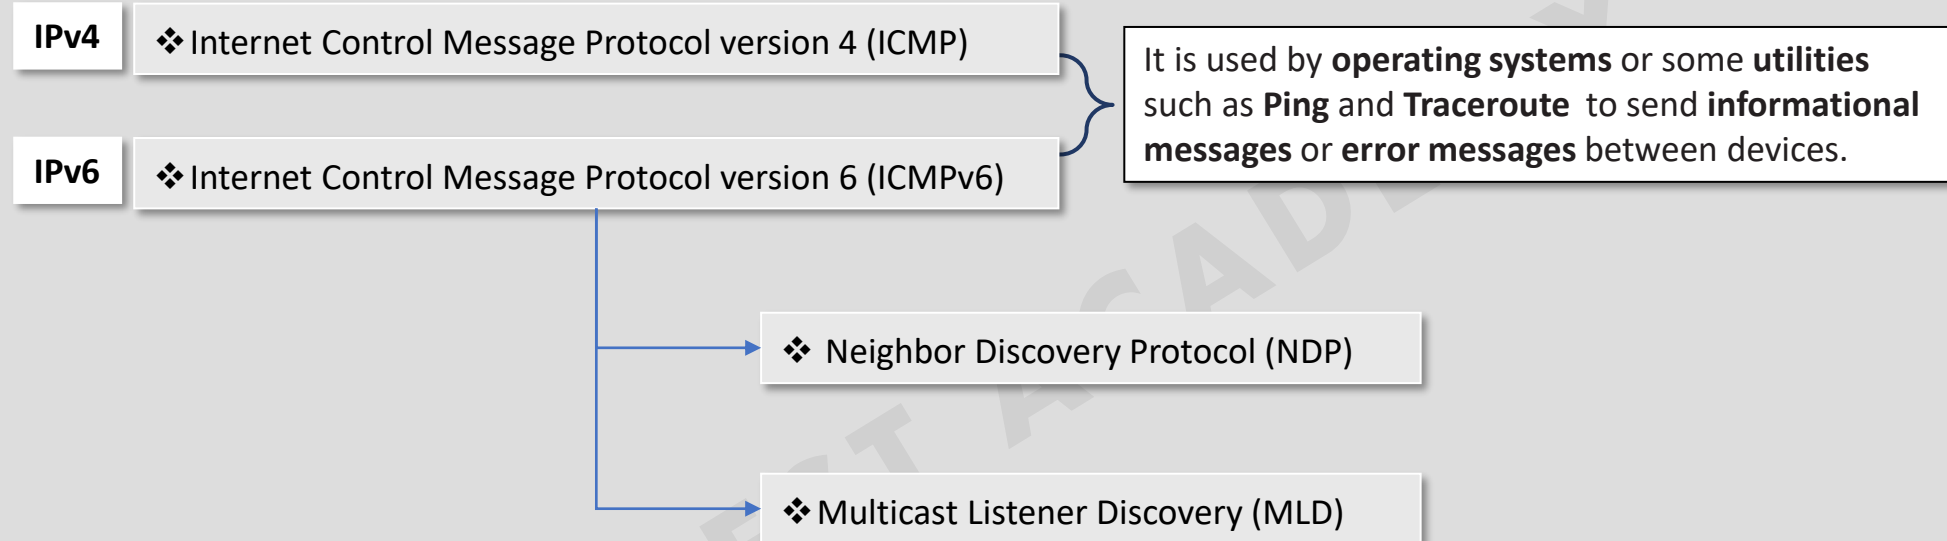 IPv4
❖ Internet Control Message Protocol version 4 (ICMP)
It is used by operating systems or some utilities
such as Ping and Traceroute to send informational
messages or error messages between devices.
IPv6
❖ Internet Control Message Protocol version 6 (ICMPv6)
❖ Neighbor Discovery Protocol (NDP)
❖ Multicast Listener Discovery (MLD)